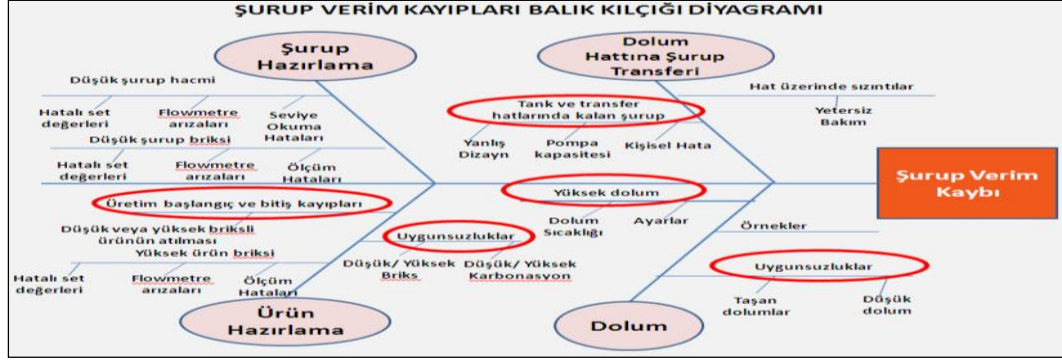 ŞURUP VERİM KAYIPLARI BALIK KILÇIĞI DİYAGRAMI
Şurup
Hazırlama
Düşük şurup hacmi
Hatalı set
değerleri
Flowmetre
arızaları
Seviye
Okuma
Hataları
Düşük şurup briksi
Hatalı set
değerleri
Flowmetre
arızaları
Ölçüm
Hataları
Dolum
Hattına Şurup
Transferi
Tank ve transfer
hatlarında kalan şurup
Yanlış
Dizayn
Pompa
kapasitesi
Kişisel Hata
Hat üzerinde sızıntılar
Yetersiz
Bakım
Şurup Verim
Kaybı
Üretim başlangıç ve bitiş kayıpları
Düşük veya yüksek briksli
ürünün atılması
Yüksek ürün briksi
Hatalı set
değerleri
Flowmetre
arızaları
Ölçüm
Hataları
Uygunsuzluklar
Düşük/ Yüksek
Briks
Düşük/ Yüksek
Karbonasyon
Ürün
Hazırlama
Yüksek dolum
Dolum
Sıcaklığı
Ayarlar
Örnekler
Uygunsuzluklar
Taşan
dolumlar
Düşük
dolum
Dolum